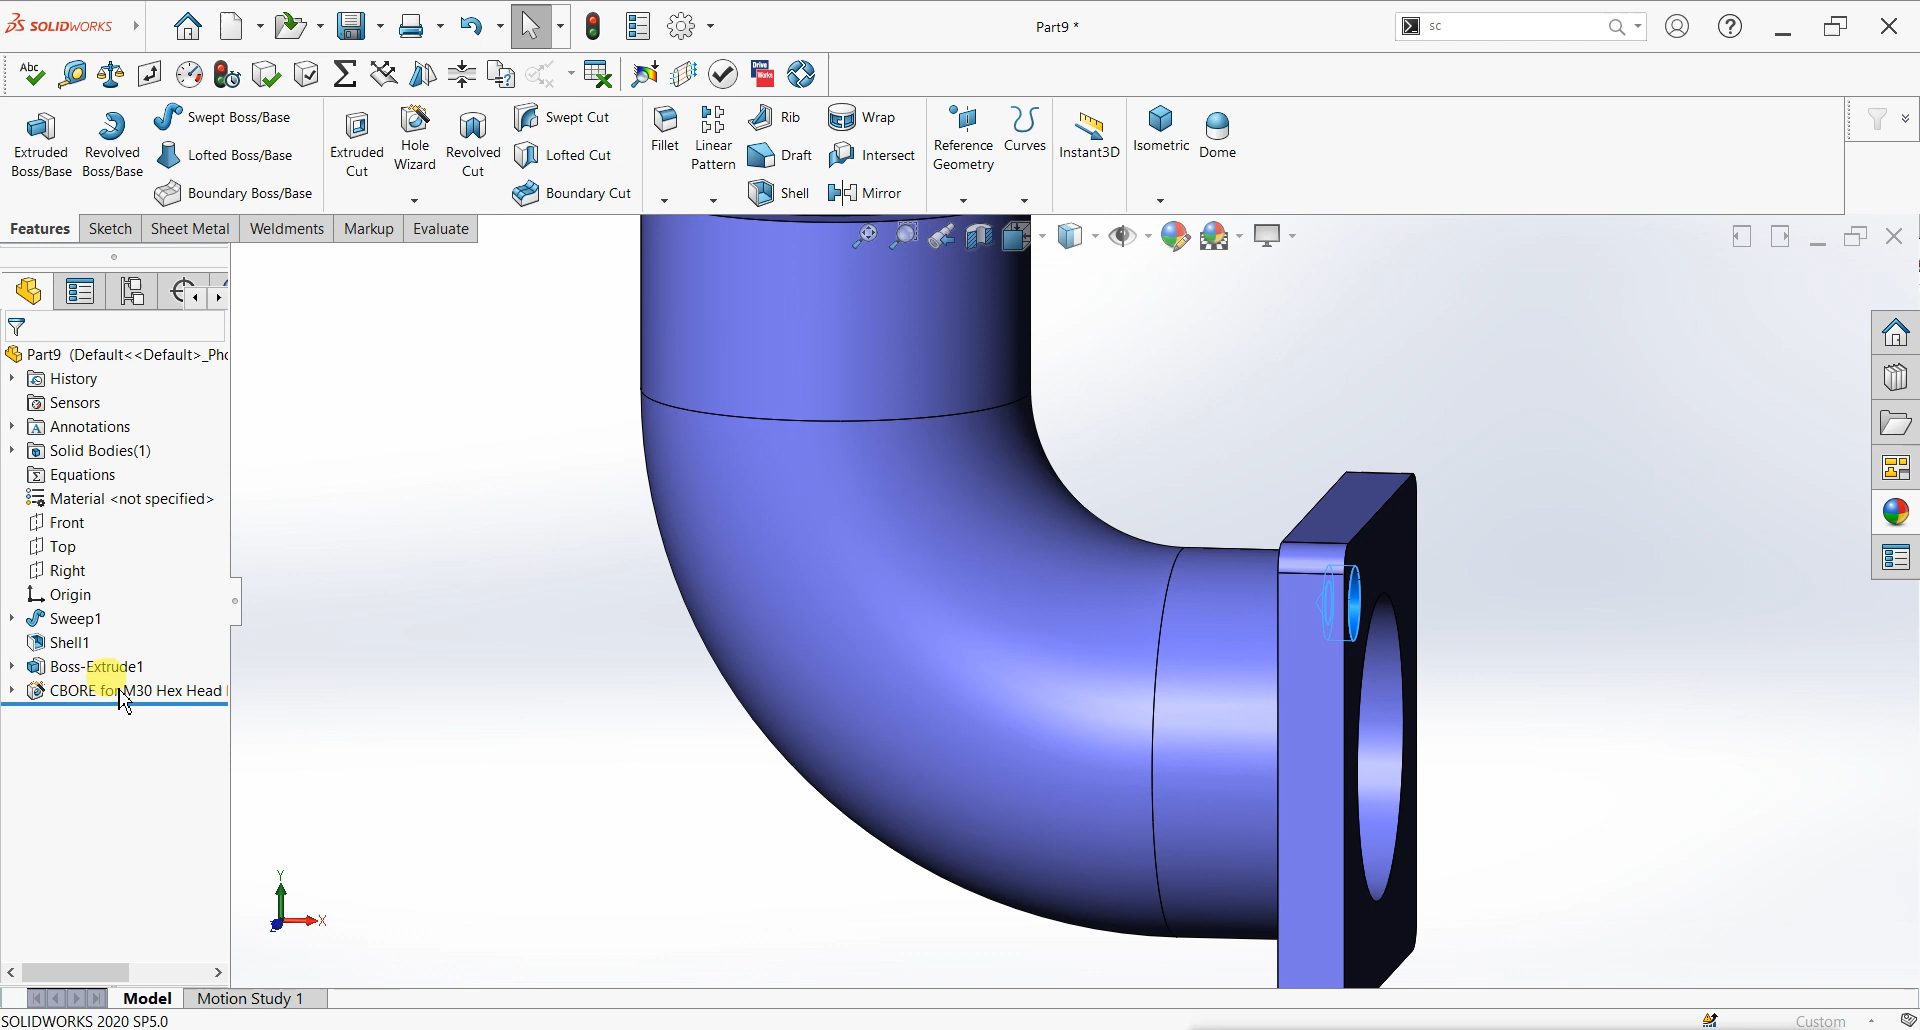 SOLIDWORKS
Part9 *
sc
Abc
Extruded Boss/Base
Revolved Boss/Base
Swept Boss/Base
Lofted Boss/Base
Boundary Boss/Base
Extruded Cut
Hole Wizard
Revolved Cut
Swept Cut
Lofted Cut
Boundary Cut
Fillet
Linear Pattern
Rib
Draft
Shell
Wrap
Intersect
Mirror
Reference Geometry
Curves
Instant3D
Isometric
Dome
Features
Sketch
Sheet Metal
Weldments
Markup
Evaluate
Part9 (Default<<Default>_Pho
History
Sensors
Annotations
Solid Bodies(1)
Equations
Material <not specified>
Front
Top
Right
Origin
Sweep1
Shell1
Boss-Extrude1
CBORE for M30 Hex Head
Y
X
Z
Model
Motion Study 1
SOLIDWORKS 2020 SP5.0
Custom